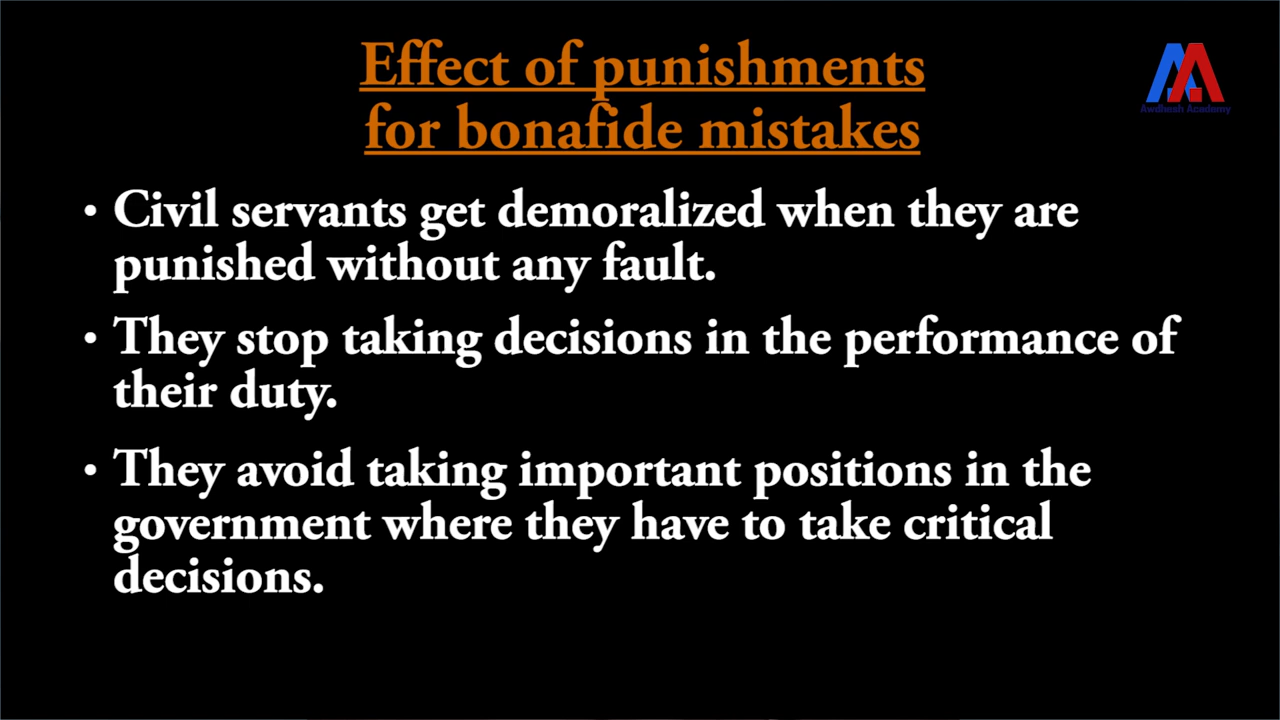 Effect of punishments
for bonafide mistakes
Awdhesh Academy
• Civil servants get demoralized when they are
punished without any fault.
• They stop taking decisions in the performance of
their duty.
• They avoid taking important positions in the
government where they have to take critical
decisions.